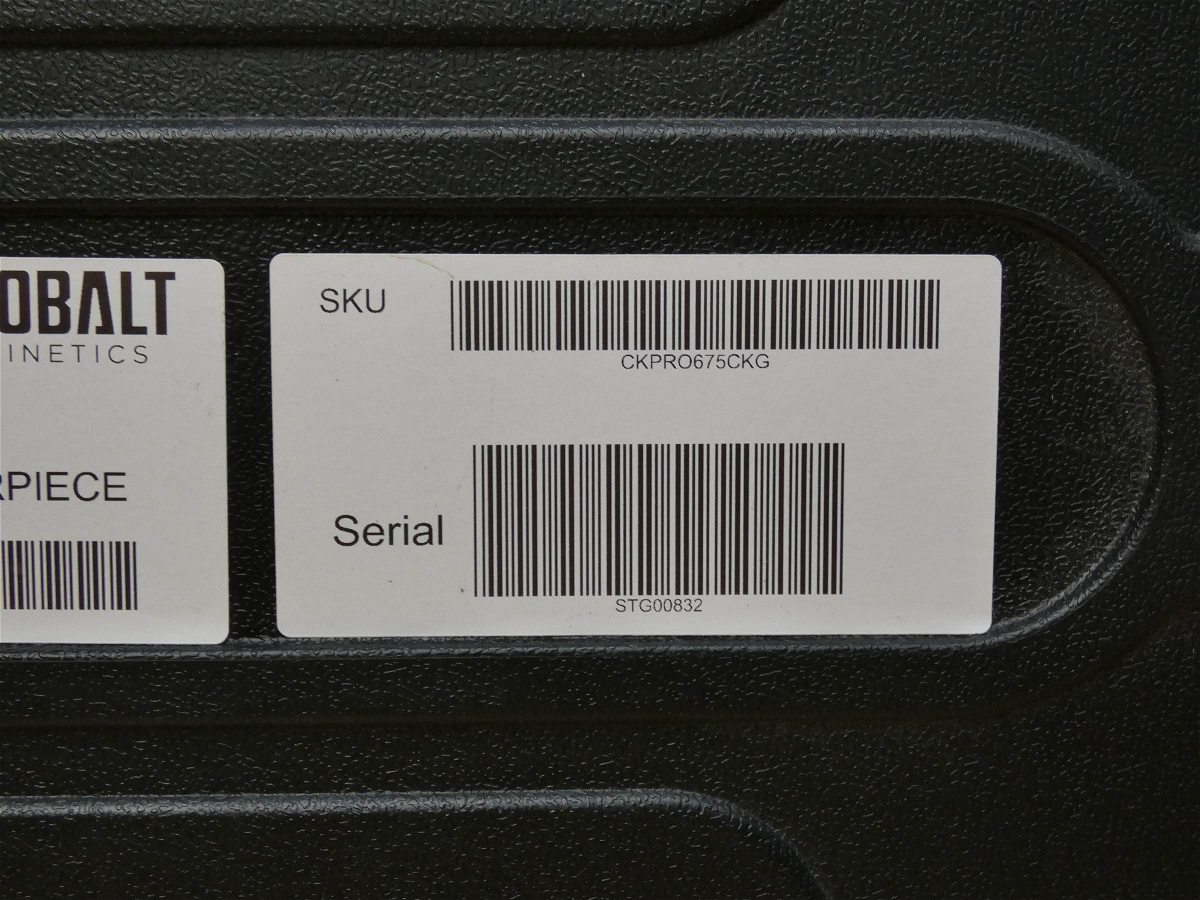 OBALT
INETICS
RPIECE
SKU
CKPRO675CKG
Serial
STG00832